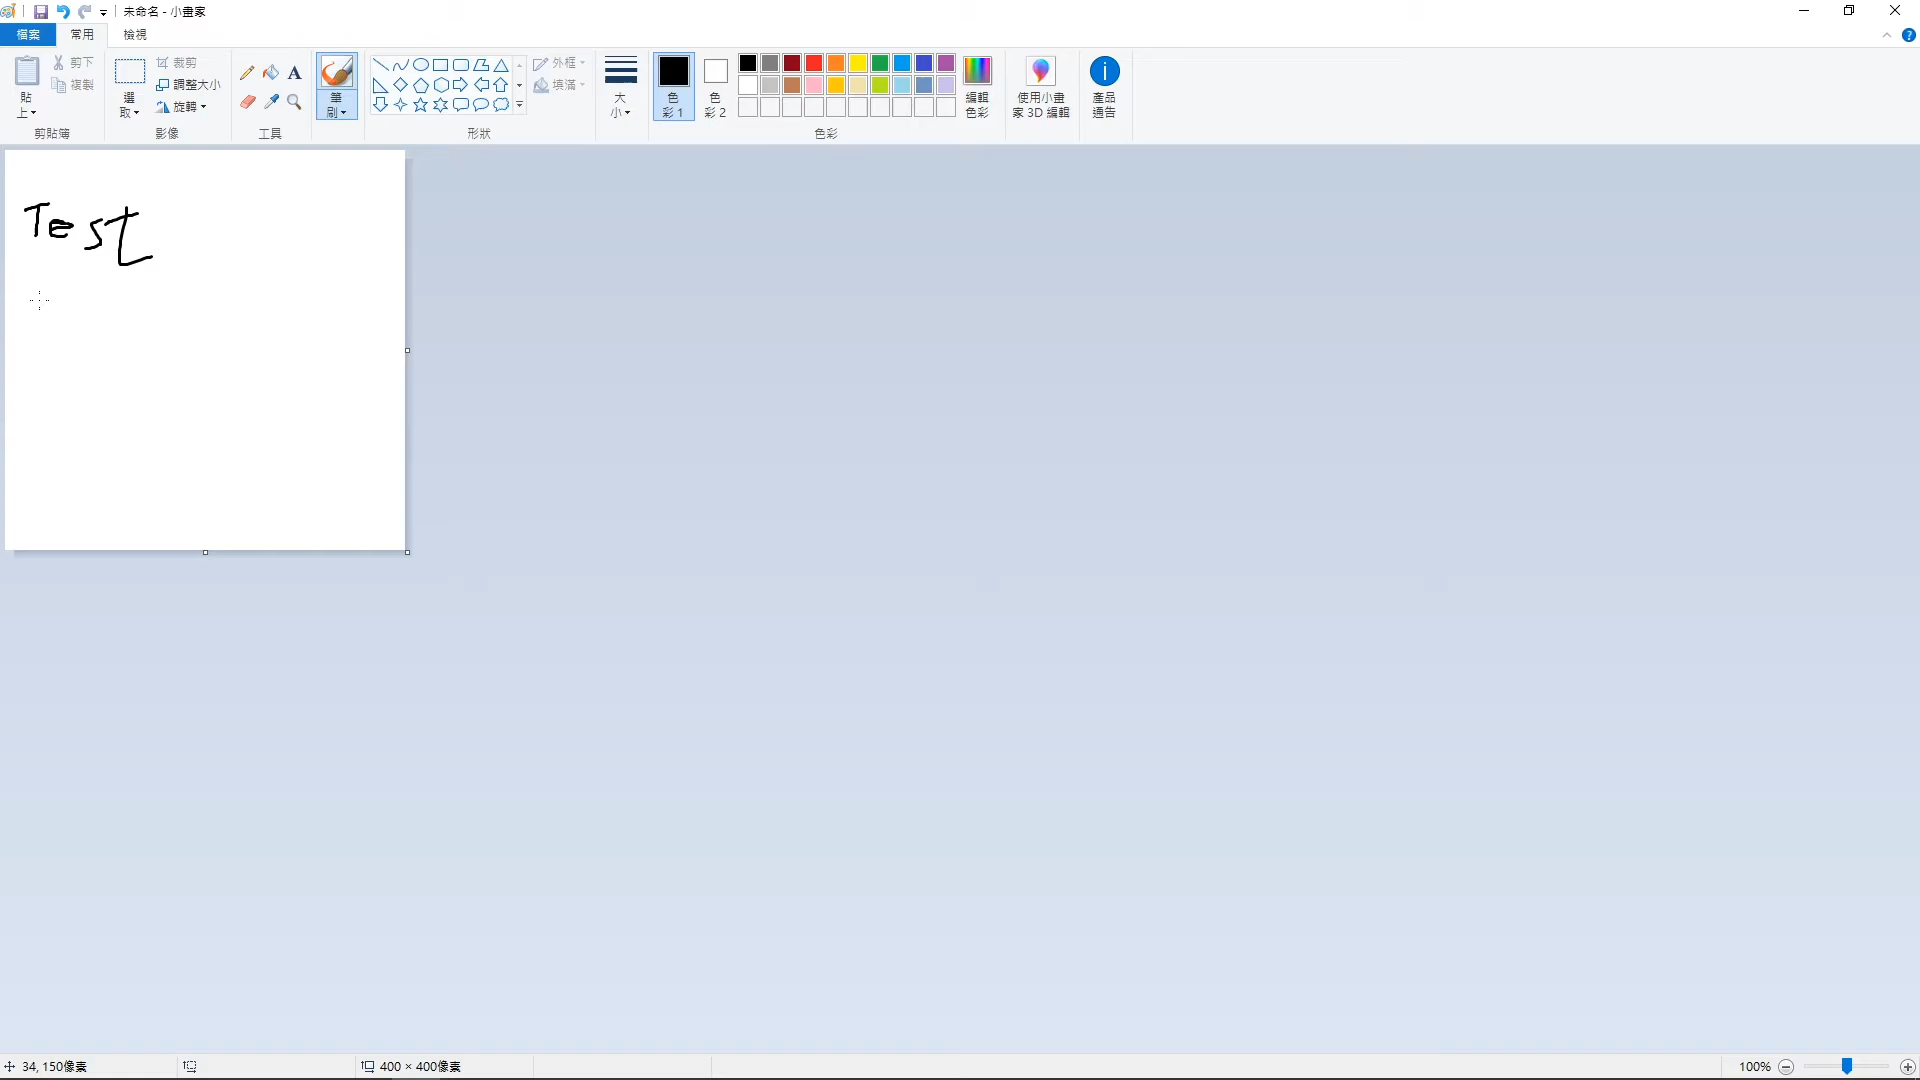 未命名 - 小畫家
檔案 常用 檢視
貼上
剪下
複製
剪貼簿
選取
裁剪
調整大小
旋轉
影像
A
工具
筆刷
形狀
外框
填滿
大小
色彩 1
色彩 2
色彩
編輯色彩
使用小畫家 3D 編輯
產品通告
Test
34, 150像素
400 × 400像素
100%